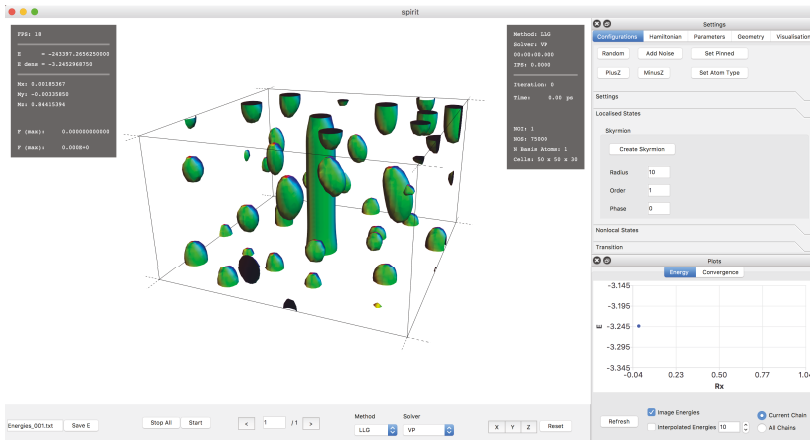 spirit
FPS: 18
E = -243397.2656250000
E dens = -3.2452968750
Mx: 0.00185367
My: -0.00335850
Mz: 0.84415394
F (max): 0.000000000000
F (max): 0.000E+0
Method: LLG
Solver: VP
00:00:00.000
IPS: 0.0000
Iteration: 0
Time: 0.00 ps
NOI: 1
NOS: 75000
N Basis Atoms: 1
Cells: 50 x 50 x 30
Settings
Configurations Hamiltonian Parameters Geometry Visualisation
Random Add Noise Set Pinned
PlusZ MinusZ Set Atom Type
Settings
Localised States
Skyrmion
Create Skyrmion
Radius 10
Order 1
Phase 0
Nonlocal States
Transition
Plots
Energy Convergence
-3.145
-3.195
E -3.245
-3.295
-3.345
-0.04 0.23 0.50 0.77 1.04
Rx
Refresh Image Energies Current Chain
Interpolated Energies 10 All Chains
Energies_001.txt Save E Stop All Start < 1 / 1 >
Method Solver
LLG VP X Y Z Reset